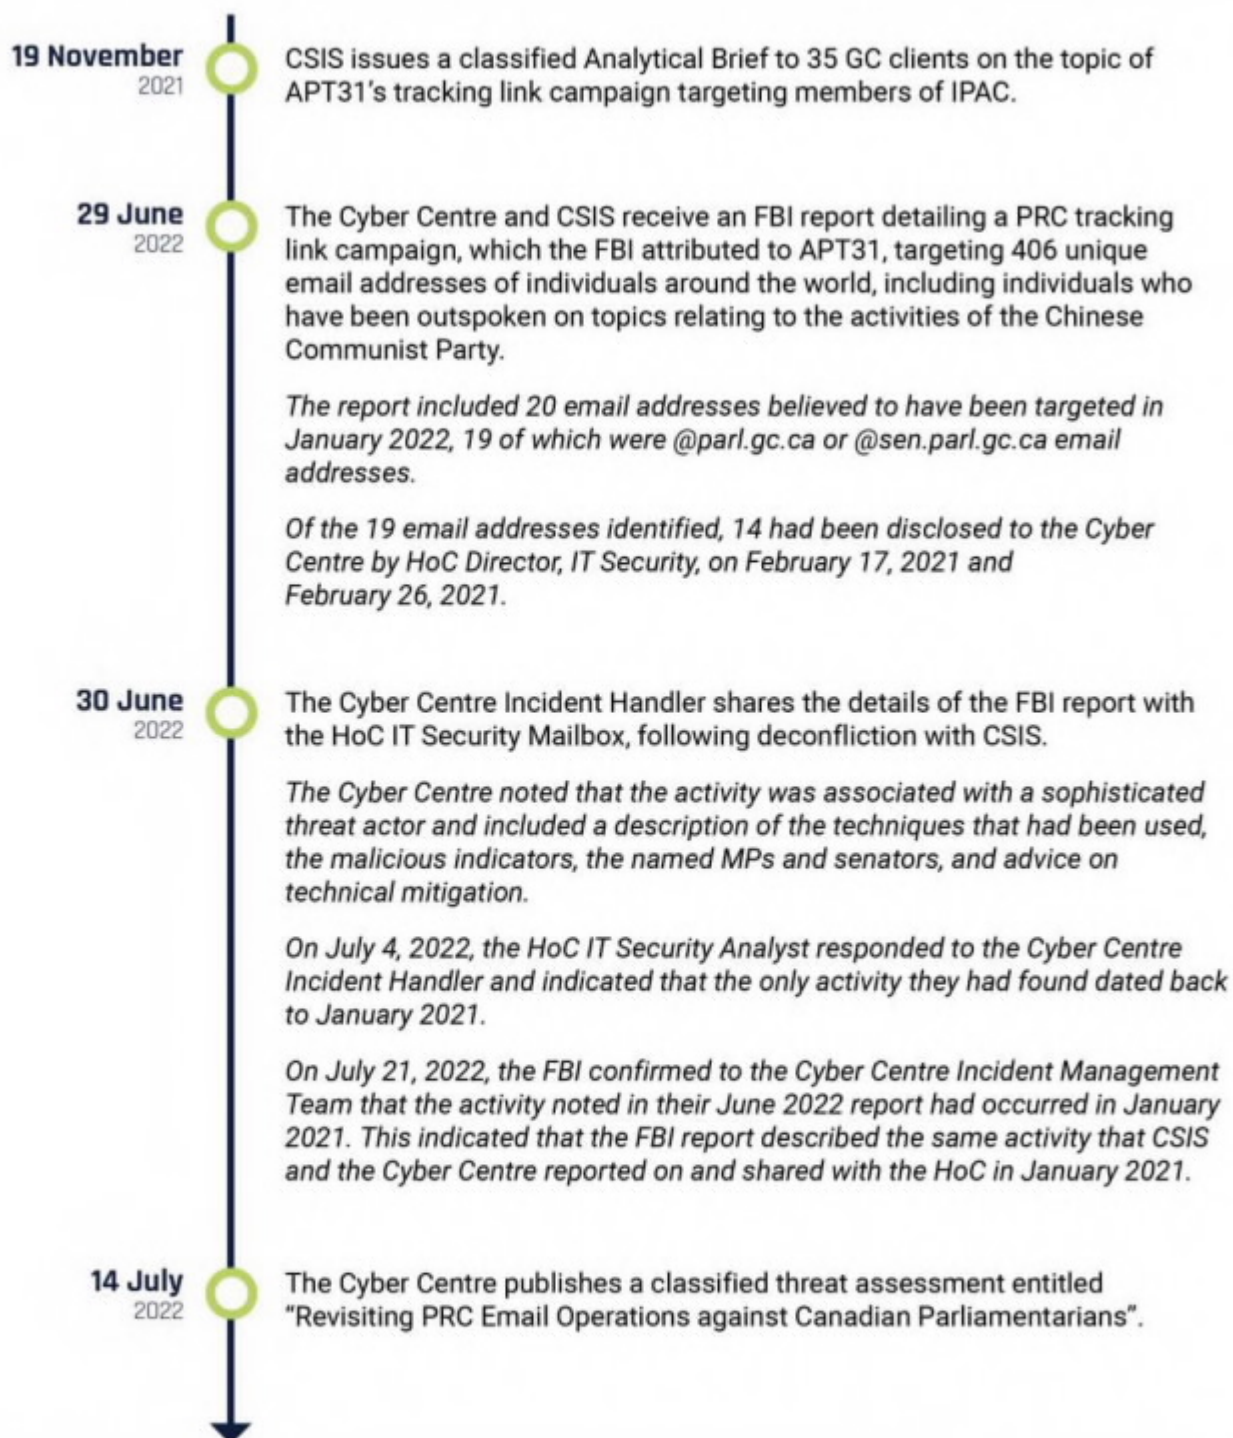 19 November
2021
CSIS issues a classified Analytical Brief to 35 GC clients on the topic of
APT31's tracking link campaign targeting members of IPAC.
29 June
2022
The Cyber Centre and CSIS receive an FBI report detailing a PRC tracking
link campaign, which the FBI attributed to APT31, targeting 406 unique
email addresses of individuals around the world, including individuals who
have been outspoken on topics relating to the activities of the Chinese
Communist Party.
The report included 20 email addresses believed to have been targeted in
January 2022, 19 of which were @parl.gc.ca or @sen.parl.gc.ca email
addresses.
Of the 19 email addresses identified, 14 had been disclosed to the Cyber
Centre by HoC Director, IT Security, on February 17, 2021 and
February 26, 2021.
30 June
2022
The Cyber Centre Incident Handler shares the details of the FBI report with
the HoC IT Security Mailbox, following deconfliction with CSIS.
The Cyber Centre noted that the activity was associated with a sophisticated
threat actor and included a description of the techniques that had been used,
the malicious indicators, the named MPs and senators, and advice on
technical mitigation.
On July 4, 2022, the HoC IT Security Analyst responded to the Cyber Centre
Incident Handler and indicated that the only activity they had found dated back
to January 2021.
On July 21, 2022, the FBI confirmed to the Cyber Centre Incident Management
Team that the activity noted in their June 2022 report had occurred in January
2021. This indicated that the FBI report described the same activity that CSIS
and the Cyber Centre reported on and shared with the HoC in January 2021.
14 July
2022
The Cyber Centre publishes a classified threat assessment entitled
“Revisiting PRC Email Operations against Canadian Parliamentarians”.